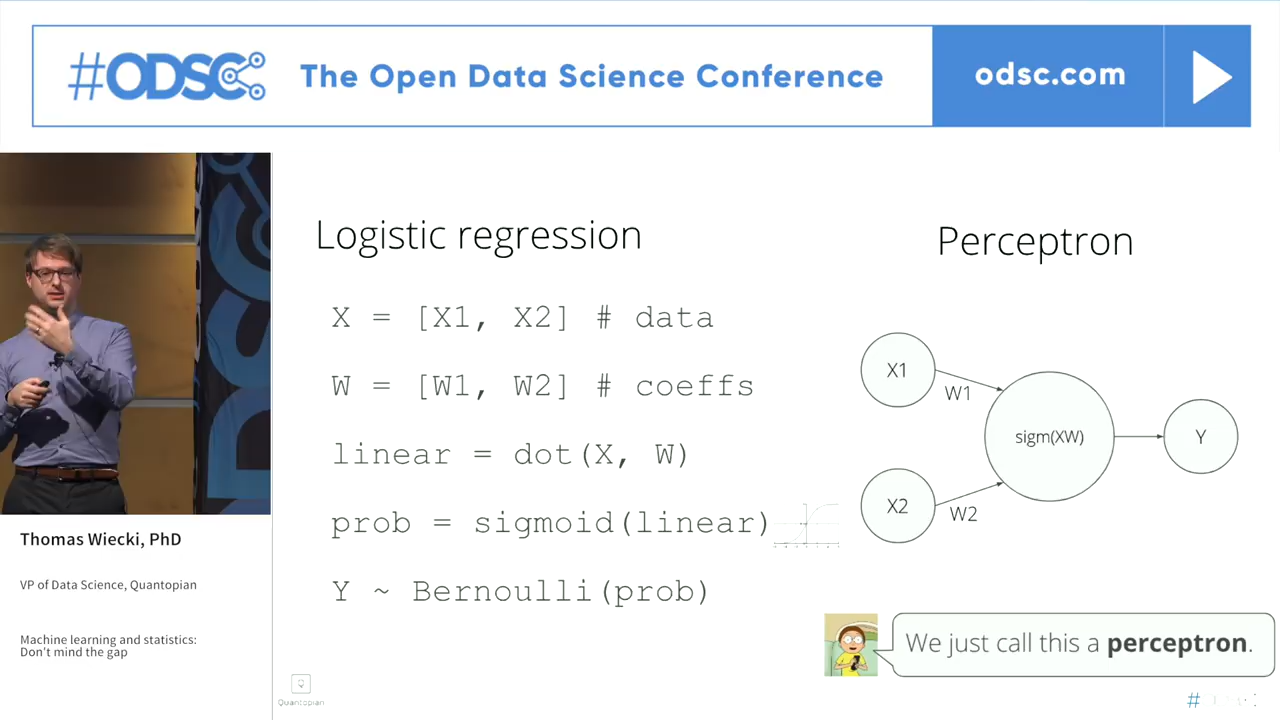 #ODSC
The Open Data Science Conference
odsc.com
Logistic regression
X = [X1, X2] # data
W = [W1, W2] # coeffs
linear = dot(X, W)
prob = sigmoid(linear)
Y ~ Bernoulli(prob)
Perceptron
X1
W1
sigm(XW)
Y
X2
W2
We just call this a perceptron.
Thomas Wiecki, PhD
VP of Data Science, Quantopian
Machine learning and statistics:
Don't mind the gap
Quantopian
#